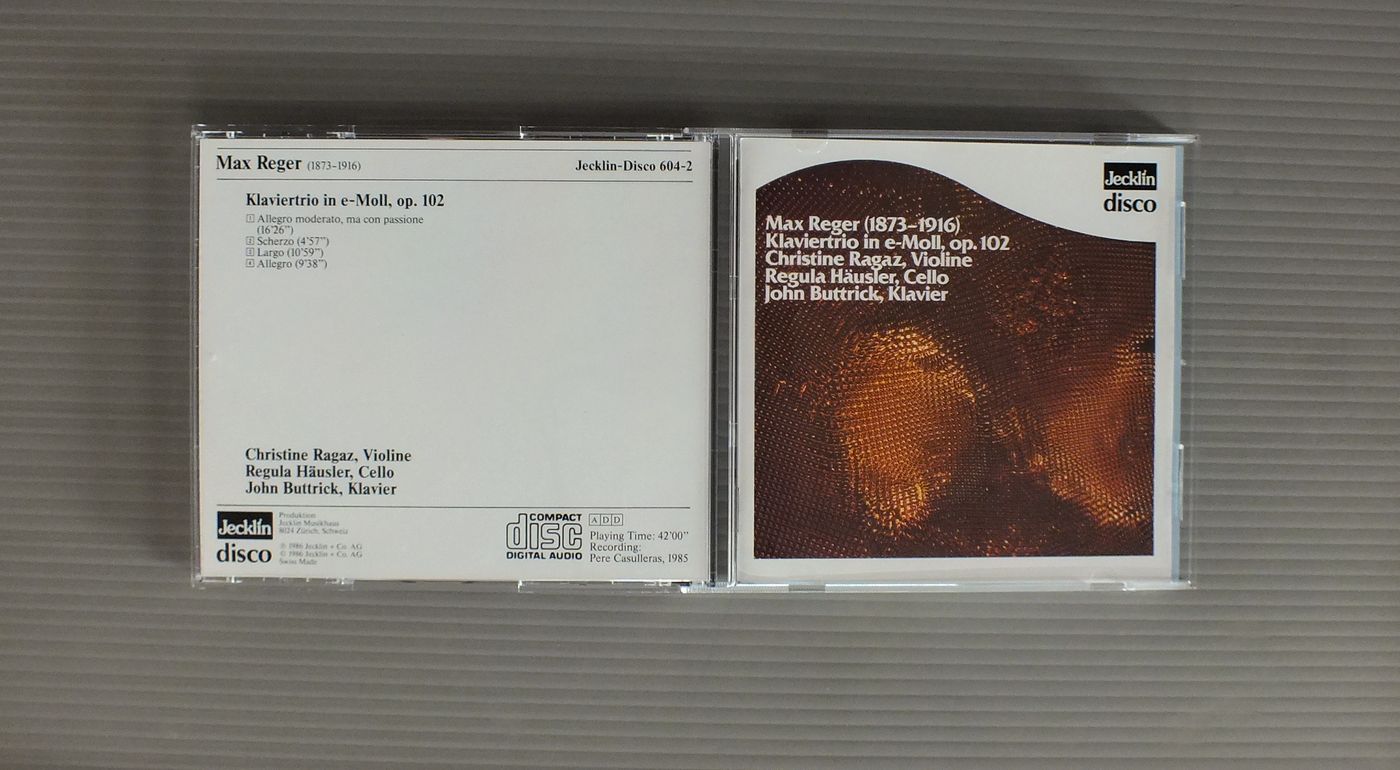 Max Reger (1873-1916)
Jecklin-Disco 604-2
Klaviertrio in e-Moll, op. 102
1 Allegro moderato, ma con passione
(16'26")
2 Scherzo (4'57")
3 Largo (10'59")
4 Allegro (9'38")
Christine Ragaz, Violine
Regula Häusler, Cello
John Buttrick, Klavier
Jecklin
disco
Produktion
Jecklin Musikhaus
8024 Zürich, Schweiz
℗ 1986 Jecklin + Co. AG
© 1986 Jecklin + Co. AG
Swiss Made
COMPACT
disc
DIGITAL AUDIO
ADD
Playing Time: 42'00"
Recording:
Pere Casulleras, 1985
Jecklin
disco
Max Reger (1873-1916)
Klaviertrio in e-Moll, op. 102
Christine Ragaz, Violine
Regula Häusler, Cello
John Buttrick, Klavier